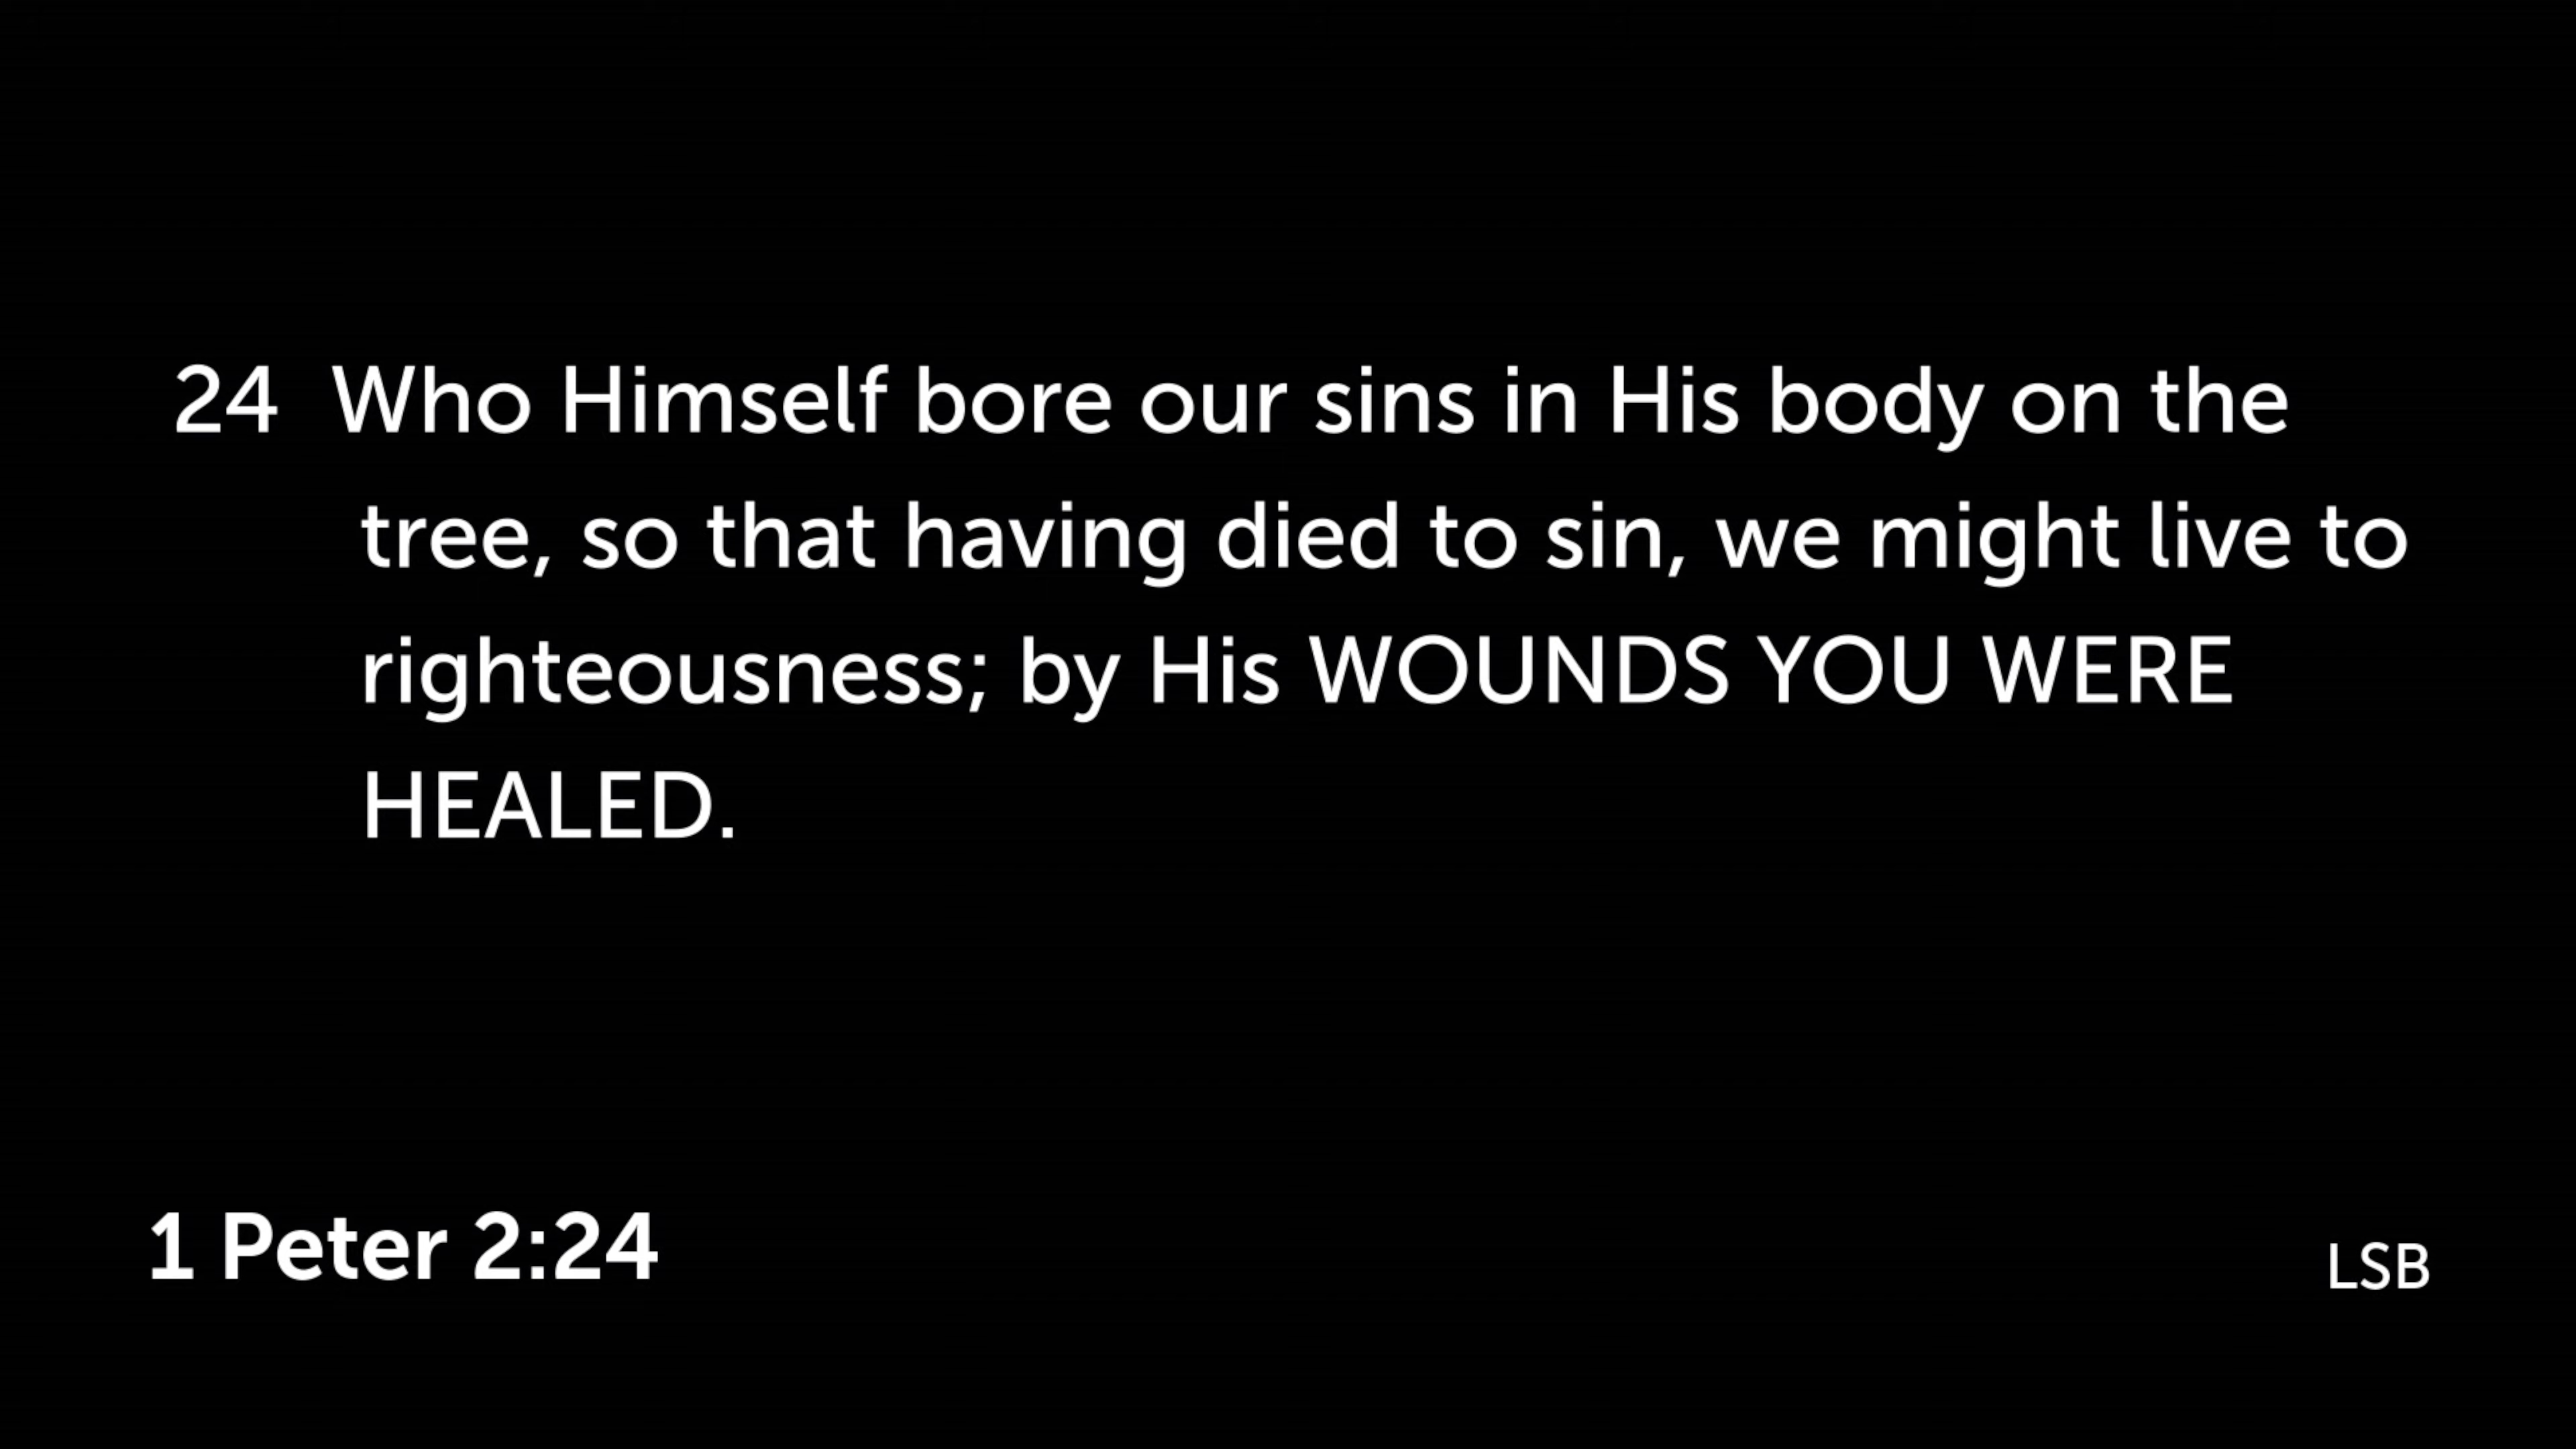 24 Who Himself bore our sins in His body on the
tree, so that having died to sin, we might live to
righteousness; by His WOUNDS YOU WERE
HEALED.
1 Peter 2:24
LSB